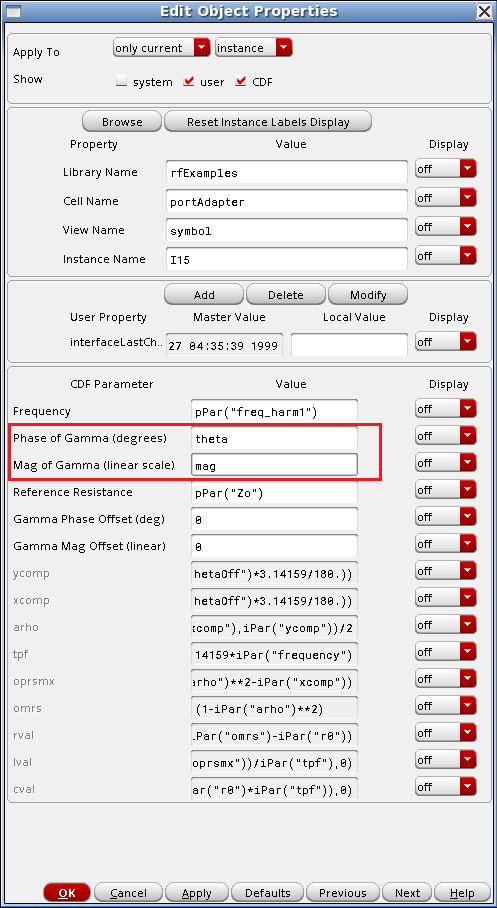 Edit Object Properties
Apply To only current instance
Show system user CDF
Browse Reset Instance Labels Display
Property Value Display
Library Name rfExamples off
Cell Name portAdapter off
View Name symbol off
Instance Name I15 off
Add Delete Modify
User Property Master Value Local Value Display
interfaceLastCh.. 27 04:35:39 1999 off
CDF Parameter Value Display
Frequency pPar("freq_harm1") off
Phase of Gamma (degrees) theta off
Mag of Gamma (linear scale) mag off
Reference Resistance pPar("Zo") off
Gamma Phase Offset (deg) 0 off
Gamma Mag Offset (linear) 0 off
ycomp hetaOff")*3.14159/180.)) off
xcomp hetaOff")*3.14159/180.)) off
arho xcomp"),iPar("ycomp"))/2 off
tpf 14159*iPar("frequency") off
oprsmx arho")**2-iPar("xcomp")) off
omrs (1-iPar("arho")**2) off
rval iPar("omrs")-iPar("r0")) off
lval oprsmx"))/iPar("tpf"),0) off
cval ar("r0")*iPar("tpf")),0) off
OK Cancel Apply Defaults Previous Next Help